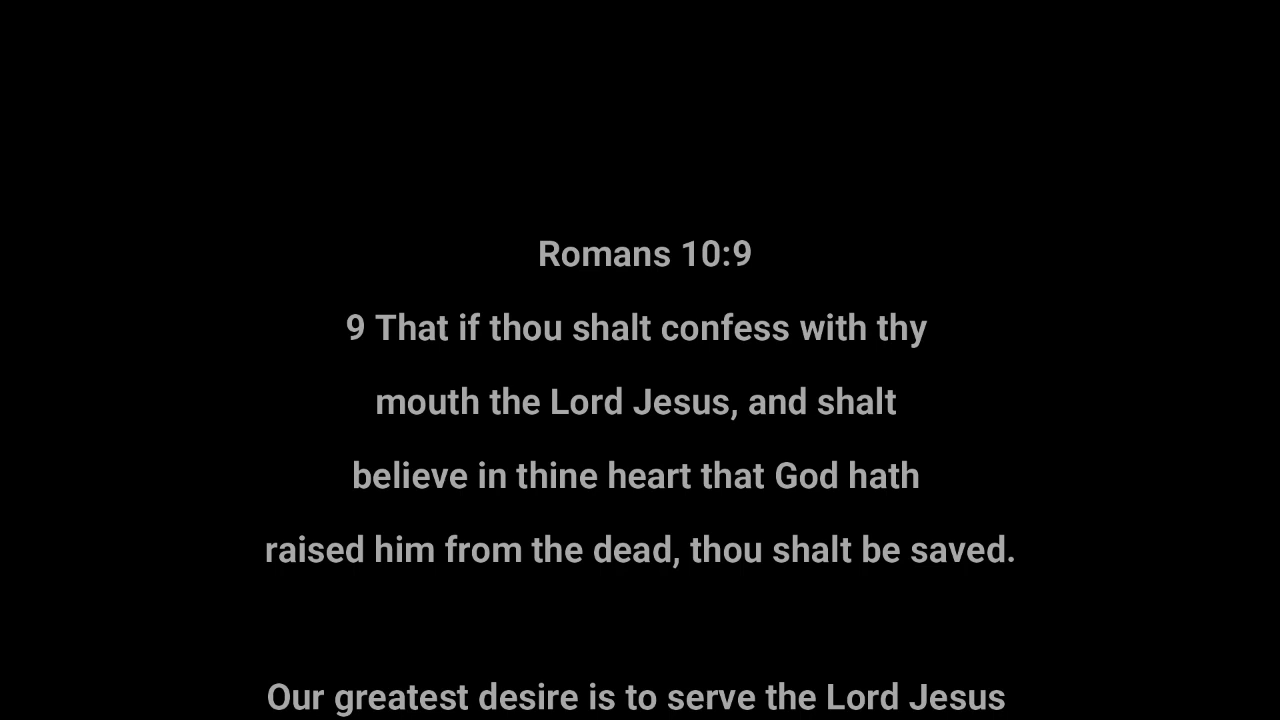 Romans 10:9
9 That if thou shalt confess with thy
mouth the Lord Jesus, and shalt
believe in thine heart that God hath
raised him from the dead, thou shalt be saved.
Our greatest desire is to serve the Lord Jesus